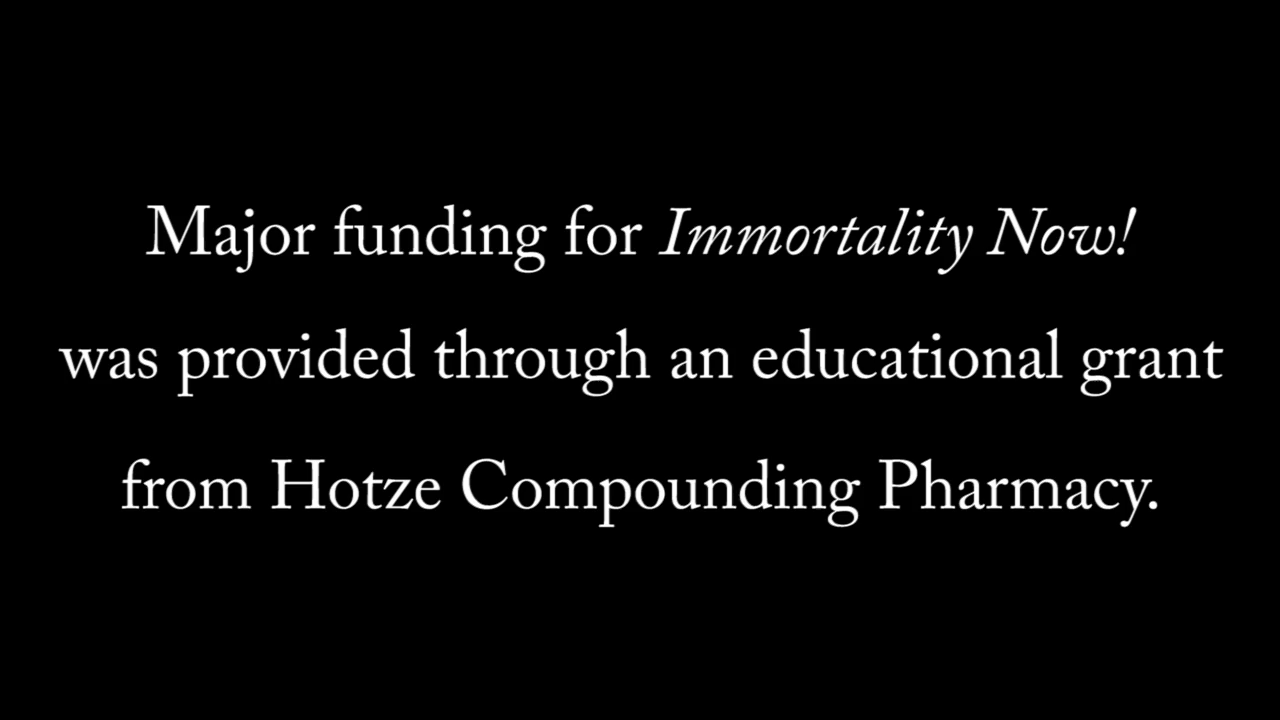 Major funding for Immortality Now!
was provided through an educational grant
from Hotze Compounding Pharmacy.